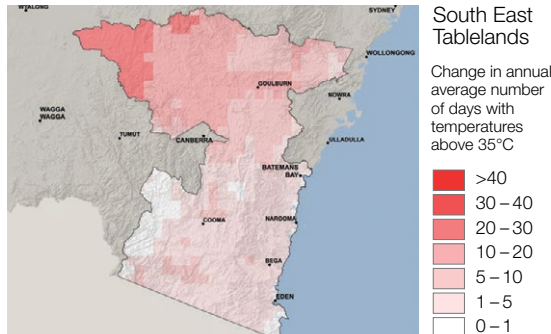 WYALONG
SYDNEY
WOLLONGONG
GOULBURN
NOWRA
WAGGA
WAGGA
TUMUT
CANBERRA
ULLADULLA
BATEMANS
BAY
COOMA
NAROOMA
BEGA
EDEN
South East
Tablelands
Change in annual
average number
of days with
temperatures
above 35°C
>40
30–40
20–30
10–20
5–10
1–5
0–1